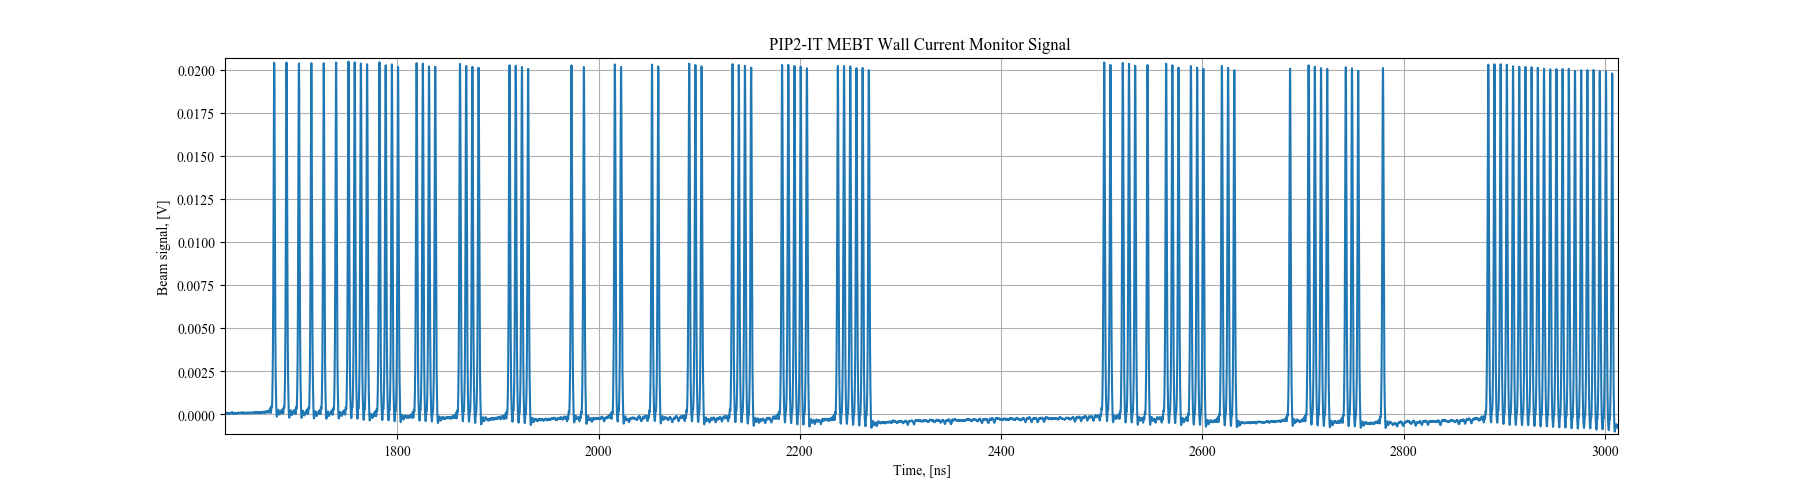 PIP2-IT MEBT Wall Current Monitor Signal
Beam signal, [V]
0.0200
0.0175
0.0150
0.0125
0.0100
0.0075
0.0050
0.0025
0.0000
1800 2000 2200 2400 2600 2800 3000
Time, [ns]